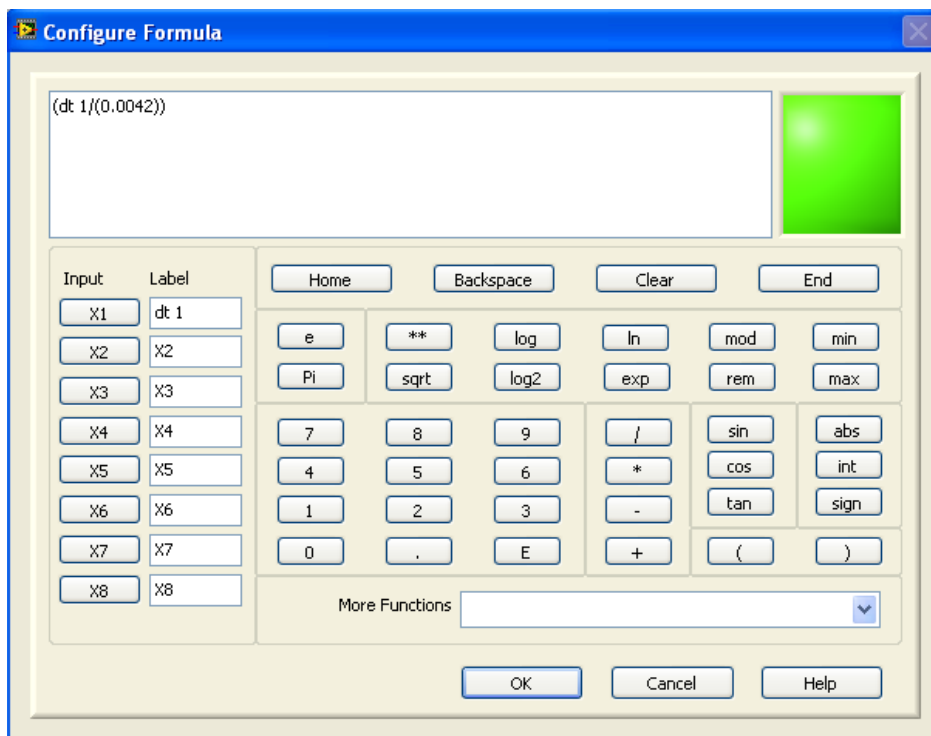 Configure Formula
(dt 1/(0.0042))
Input Label
Home Backspace Clear End
X1 dt 1
X2 X2
X3 X3
X4 X4
X5 X5
X6 X6
X7 X7
X8 X8
e ** log ln mod min
Pi sqrt log2 exp rem max
7 8 9 / sin abs
4 5 6 * cos int
1 2 3 - tan sign
0 . E + ( )
More Functions
OK Cancel Help